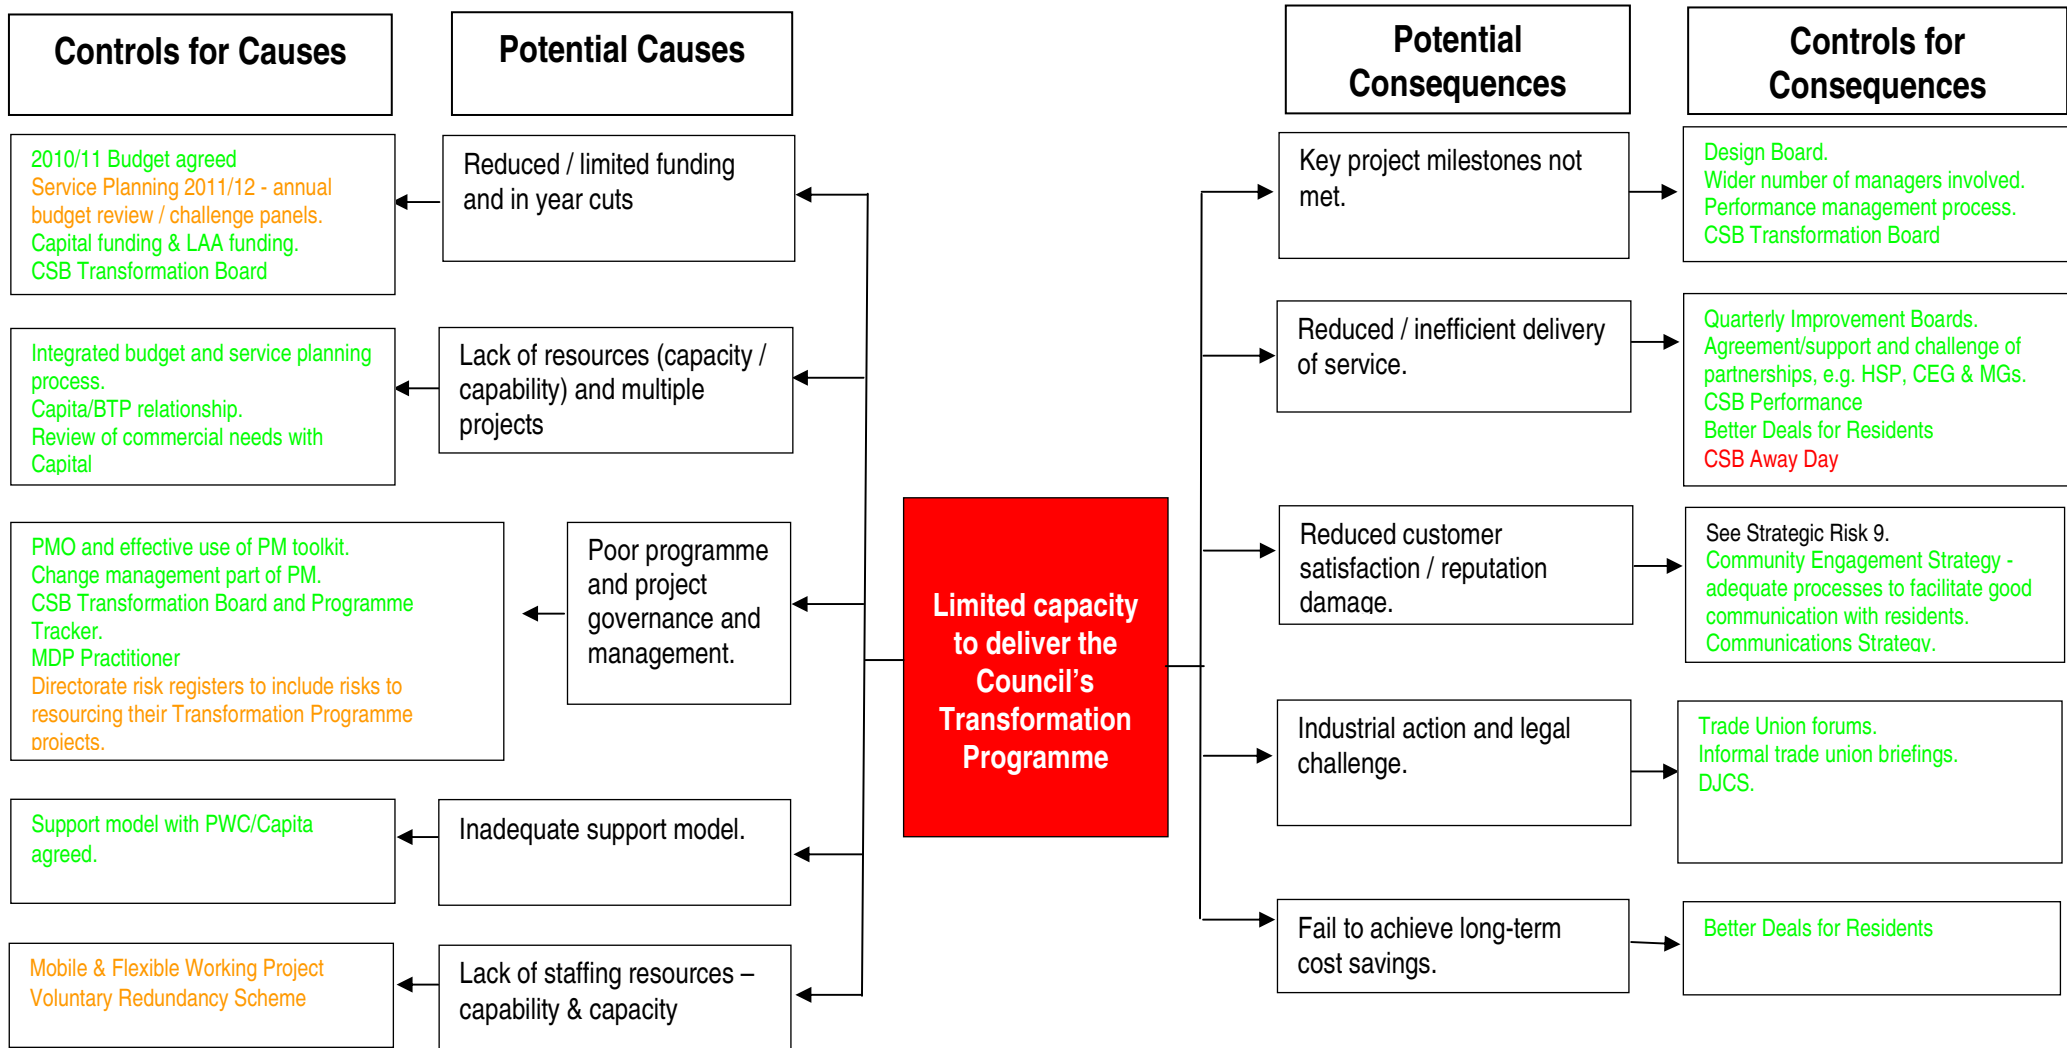 Controls for Causes
Potential Causes
Potential
Consequences
Controls for
Consequences
2010/11 Budget agreed
Service Planning 2011/12 - annual
budget review / challenge panels.
Capital funding & LAA funding.
CSB Transformation Board
Reduced / limited funding
and in year cuts
Integrated budget and service planning
process.
Capita/BTP relationship.
Review of commercial needs with
Capital
Lack of resources (capacity /
capability) and multiple
projects
PMO and effective use of PM toolkit.
Change management part of PM.
CSB Transformation Board and Programme
Tracker.
MDP Practitioner
Directorate risk registers to include risks to
resourcing their Transformation Programme
projects.
Poor programme
and project
governance and
management.
Support model with PWC/Capita
agreed.
Inadequate support model.
Mobile & Flexible Working Project
Voluntary Redundancy Scheme
Lack of staffing resources –
capability & capacity
Limited capacity
to deliver the
Council’s
Transformation
Programme
Key project milestones not
met.
Design Board.
Wider number of managers involved.
Performance management process.
CSB Transformation Board
Reduced / inefficient delivery
of service.
Quarterly Improvement Boards.
Agreement/support and challenge of
partnerships, e.g. HSP, CEG & MGs.
CSB Performance
Better Deals for Residents
CSB Away Day
Reduced customer
satisfaction / reputation
damage.
See Strategic Risk 9.
Community Engagement Strategy -
adequate processes to facilitate good
communication with residents.
Communications Strategy.
Industrial action and legal
challenge.
Trade Union forums.
Informal trade union briefings.
DJCS.
Fail to achieve long-term
cost savings.
Better Deals for Residents